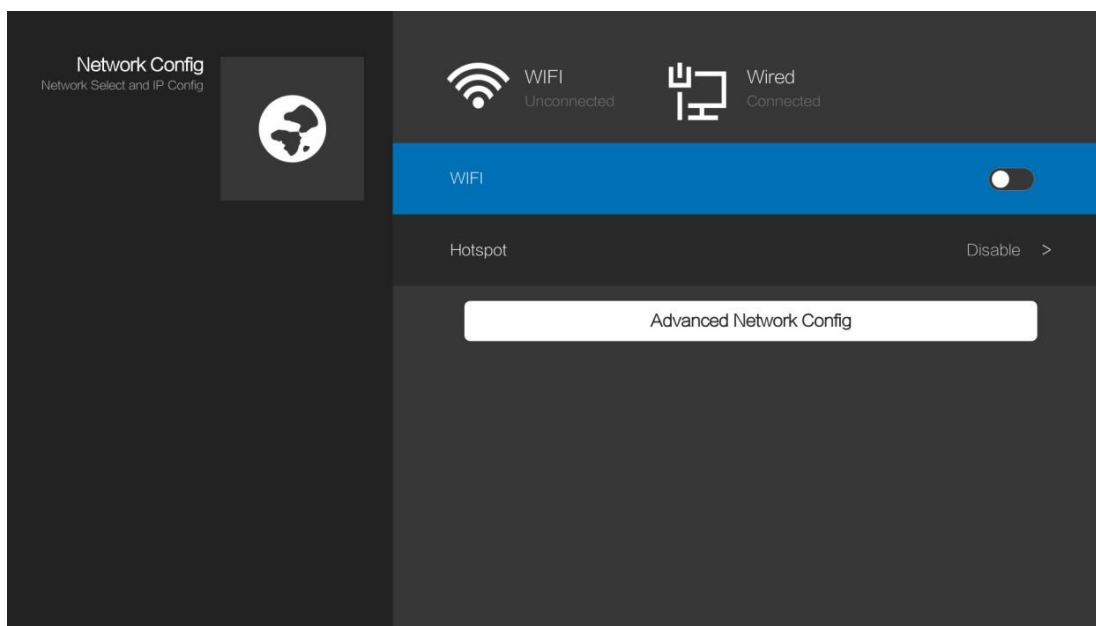 Network Config
Network Select and IP Config
WIFI
Unconnected
Wired
Connected
WIFI
Hotspot
Disable >
Advanced Network Config